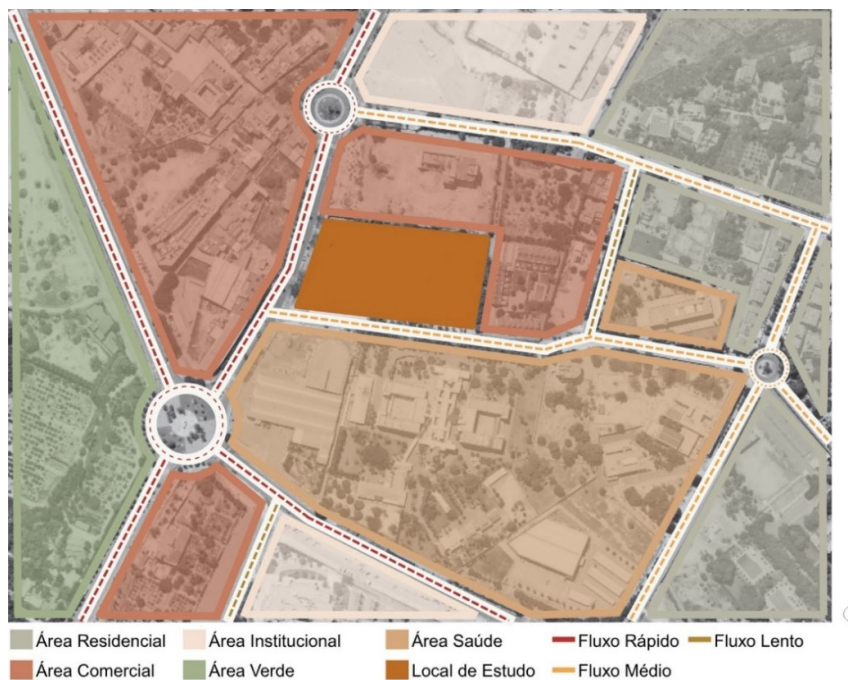 Área Residencial Área Institucional Área Saúde Fluxo Rápido Fluxo Lento
Área Comercial Área Verde Local de Estudo Fluxo Médio